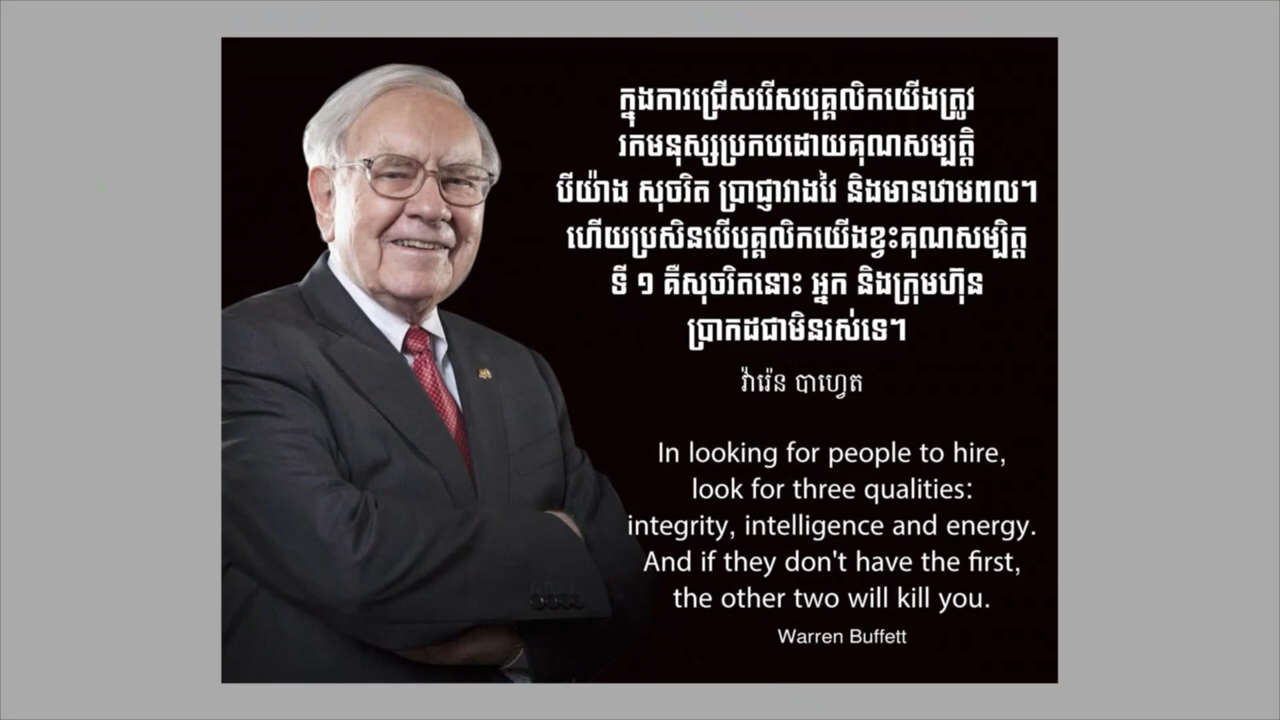 ក្នុងការជ្រើសរើសបុគ្គលិកយើងត្រូវ
រកមនុស្សប្រកបដោយគុណសម្បត្តិ
បីយ៉ាង សុចរិត ប្រាជ្ញាវាងវៃ និងមានឋាមពល។
ហើយប្រសិនបើបុគ្គលិកយើងខ្វះគុណសម្បិត្ត
ទី ១ គឺសុចរិតនោះ អ្នក និងក្រុមហ៊ុន
ប្រាកដជាមិនរស់ទេ។
វ៉ារ៉េន បាហ្វេត
In looking for people to hire,
look for three qualities:
integrity, intelligence and energy.
And if they don't have the first,
the other two will kill you.
Warren Buffett